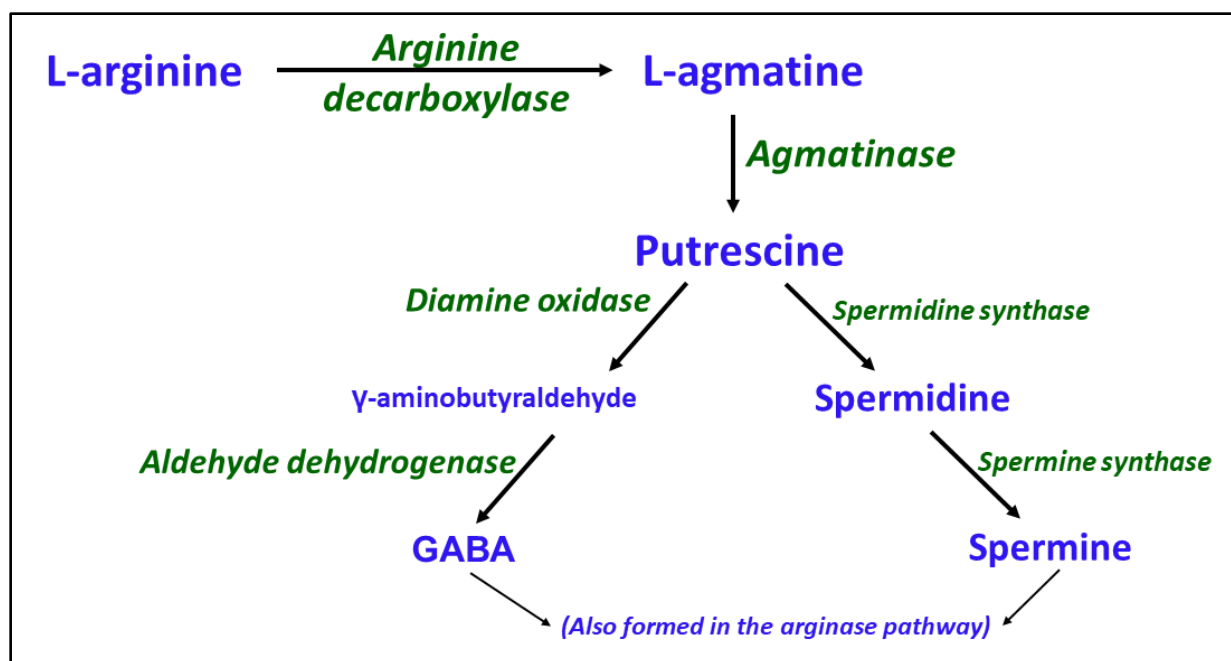 L-arginine
Arginine
decarboxylase
L-agmatine
Agmatinase
Putrescine
Diamine oxidase
Spermidine synthase
γ-aminobutyraldehyde
Spermidine
Aldehyde dehydrogenase
Spermine synthase
GABA
Spermine
(Also formed in the arginase pathway)